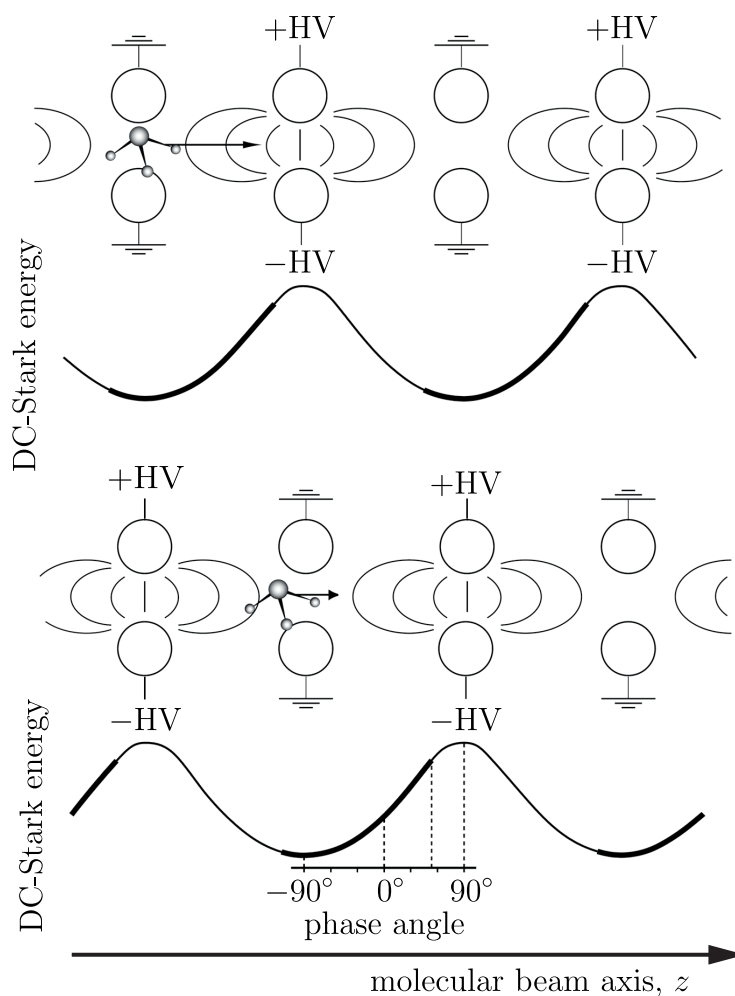 +HV +HV
−HV −HV
DC-Stark energy
+HV +HV
−HV −HV
DC-Stark energy
−90° 0° 90°
phase angle
molecular beam axis, z